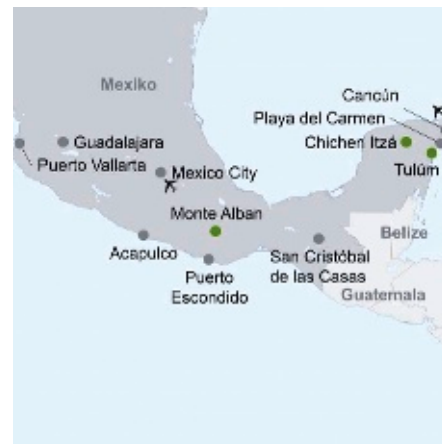 Mexiko
Cancún
Playa del Carmen
Guadalajara
Chichen Itzá
Puerto Vallarta
Mexico City
Tulúm
Monte Alban
Belize
Acapulco
San Cristóbal
de las Casas
Puerto
Escondido
Guatemala